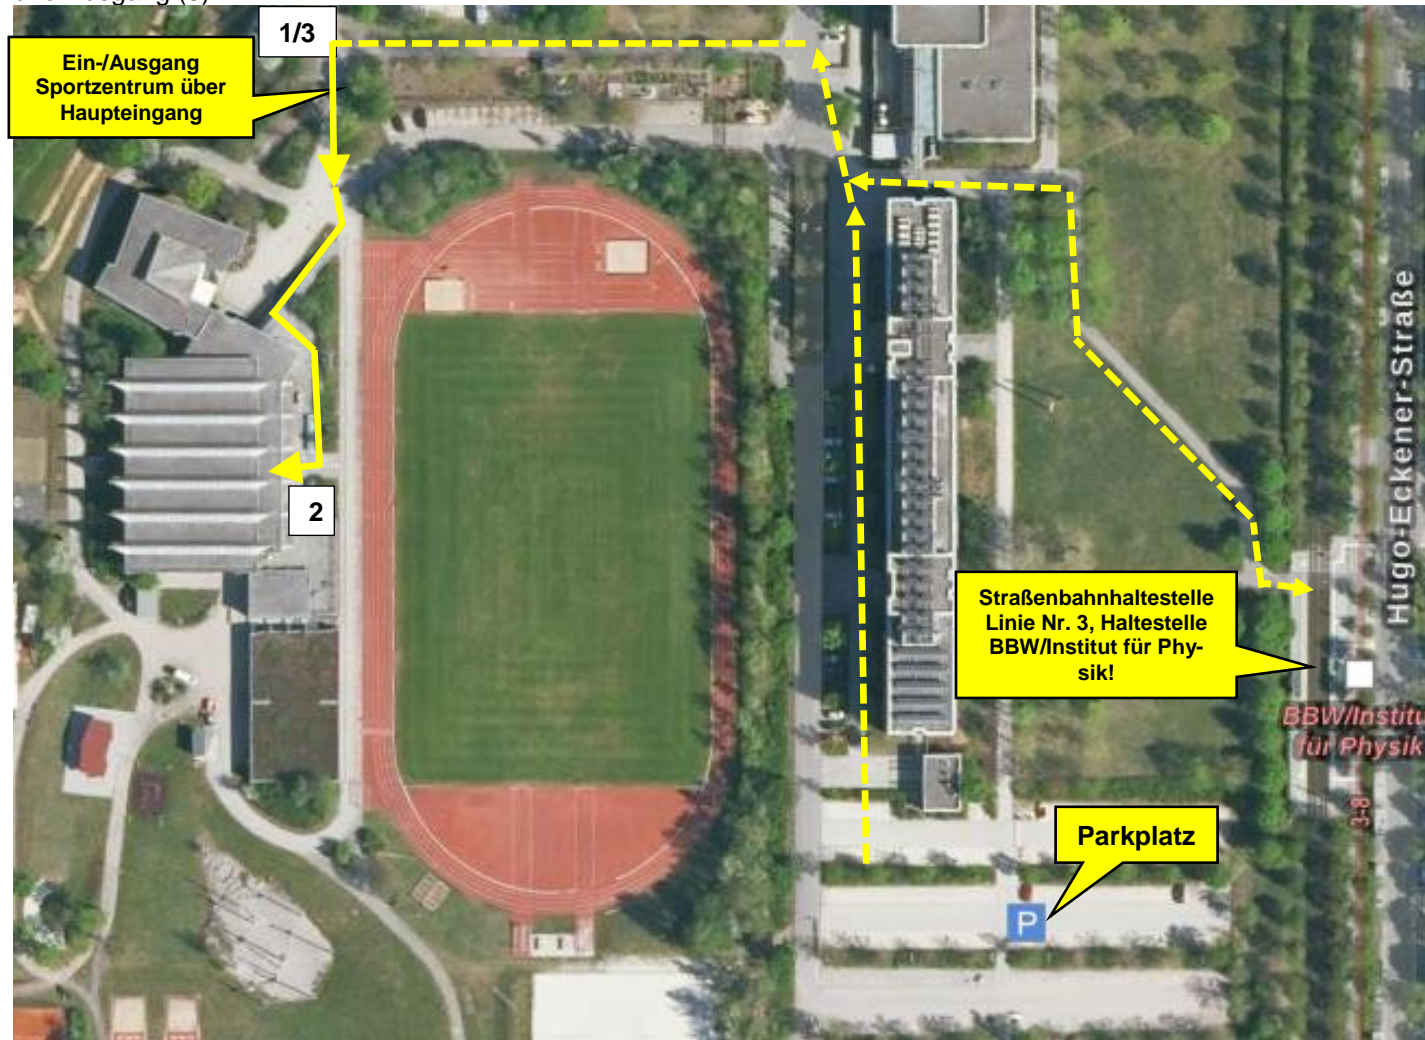 1/3
Ein-/Ausgang
Sportzentrum über
Haupteingang
2
Hugo-Eckener-Straße
Straßenbahnhaltestelle
Linie Nr. 3, Haltestelle
BBW/Institut für Phy-
sik!
BBW/Institu
für Physik
3-8
Parkplatz
P